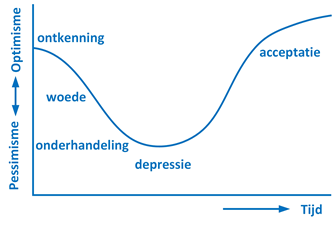 Optimisme
Pessimisme
ontkenning
woede
onderhandeling
depressie
acceptatie
Tijd